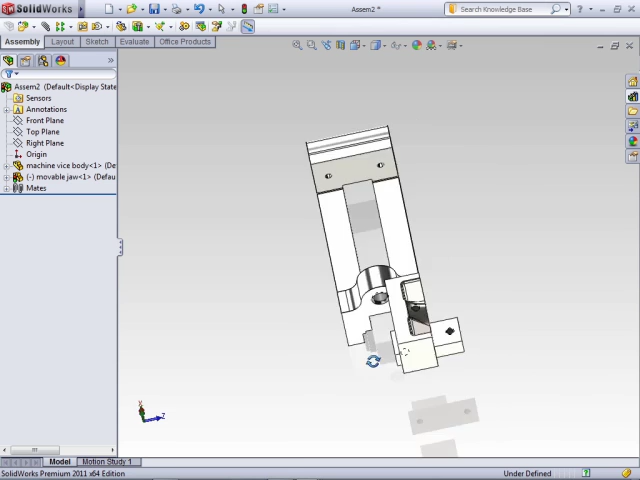 SolidWorks
Assem2 *
Search Knowledge Base
Assembly Layout Sketch Evaluate Office Products
Assem2 (Default<Display State
Sensors
Annotations
Front Plane
Top Plane
Right Plane
Origin
machine vice body<1> (De
(-) movable jaw<1> (Defau
Mates
Z
Model Motion Study 1
SolidWorks Premium 2011 x64 Edition
Under Defined